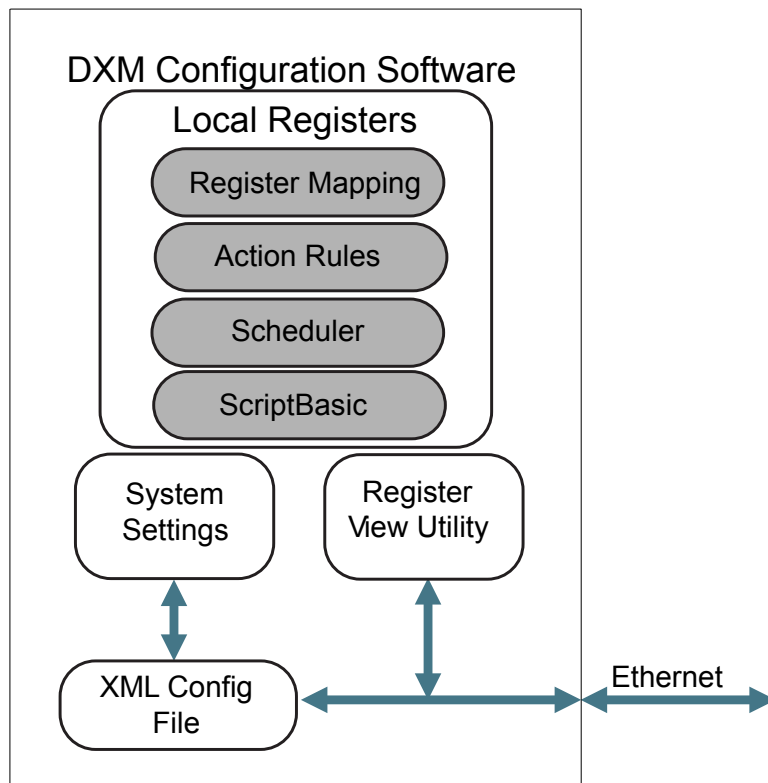 DXM Configuration Software
Local Registers
Register Mapping
Action Rules
Scheduler
ScriptBasic
System
Settings
Register
View Utility
XML Config
File
Ethernet